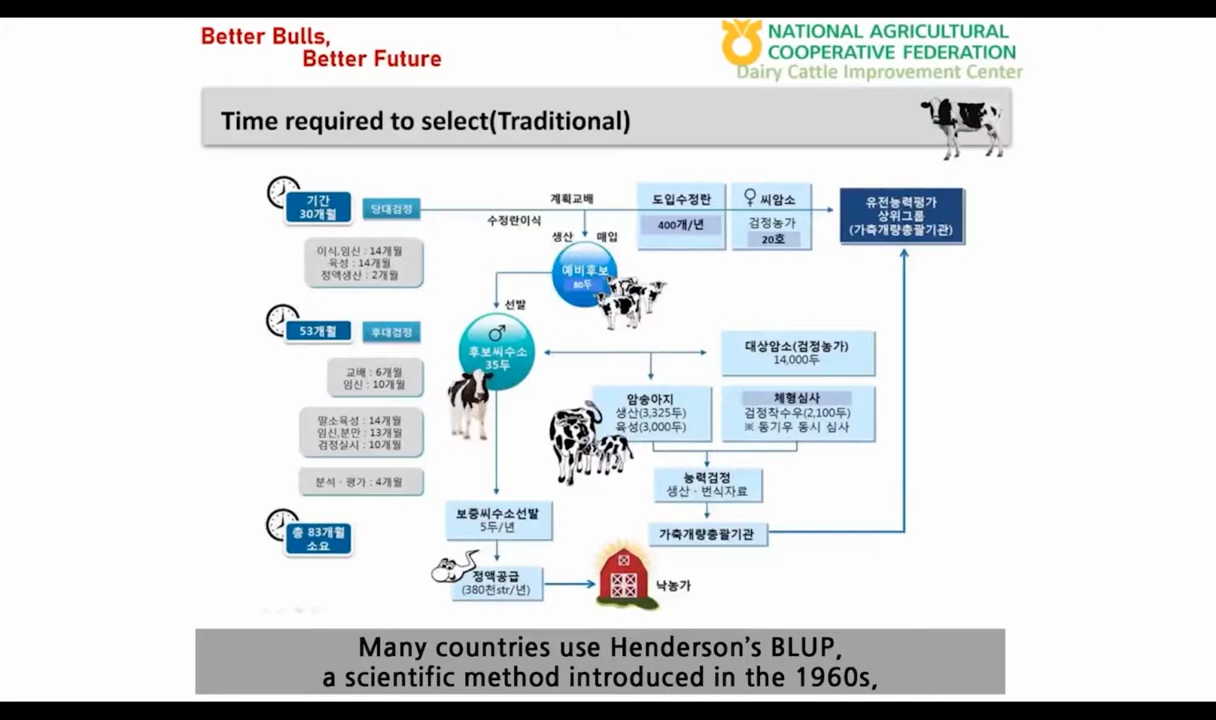 Better Bulls,
Better Future
NATIONAL AGRICULTURAL
COOPERATIVE FEDERATION
Dairy Cattle Improvement Center
Time required to select(Traditional)
기간
30개월
당대검정
이식,임신 : 14개월
육성 : 14개월
정액생산 : 2개월
53개월
후대검정
교배 : 6개월
임신 : 10개월
딸소육성 : 14개월
임신,분만 : 13개월
검정실시 : 10개월
분석 · 평가 : 4개월
총 83개월
소요
계획교배
수정란이식
생산
매입
도입수정란
400개/년
♀ 씨암소
검정농가
20호
유전능력평가
상위그룹
(가축개량총괄기관)
예비후보
80두
선발
♂
후보씨수소
35두
대상암소(검정농가)
14,000두
암송아지
생산(3,325두)
육성(3,000두)
체형심사
검정착수우(2,100두)
※ 동기우 동시 심사
능력검정
생산 · 번식자료
가축개량총괄기관
보증씨수소선발
5두/년
정액공급
(380천str/년)
낙농가
Many countries use Henderson's BLUP,
a scientific method introduced in the 1960s,